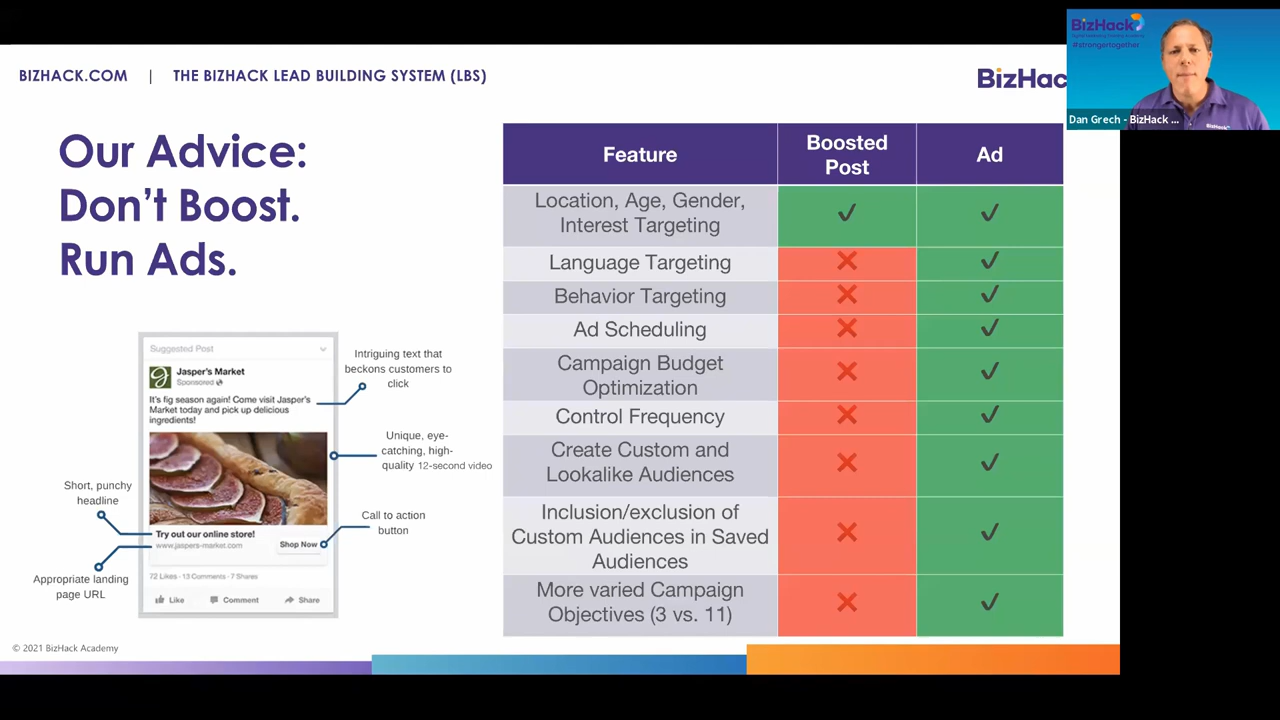 BIZHACK.COM | THE BIZHACK LEAD BUILDING SYSTEM (LBS)
BizHac
BizHack
#strongertogether
BizHack
Dan Grech - BizHack ...
Our Advice:
Don't Boost.
Run Ads.
Suggested Post
Jasper's Market
Sponsored
It's fig season again! Come visit Jasper's
Market today and pick up delicious
ingredients!
Try out our online store!
www.jaspers-market.com
Shop Now
72 Likes · 13 Comments · 7 Shares
Like Comment Share
Intriguing text that
beckons customers to
click
Unique, eye-
catching, high-
quality 12-second video
Short, punchy
headline
Call to action
button
Appropriate landing
page URL
Feature
Boosted
Post
Ad
Location, Age, Gender,
Interest Targeting
✓ ✓
Language Targeting
✕ ✓
Behavior Targeting
✕ ✓
Ad Scheduling
✕ ✓
Campaign Budget
Optimization
✕ ✓
Control Frequency
✕ ✓
Create Custom and
Lookalike Audiences
✕ ✓
Inclusion/exclusion of
Custom Audiences in Saved
Audiences
✕ ✓
More varied Campaign
Objectives (3 vs. 11)
✕ ✓
© 2021 BizHack Academy